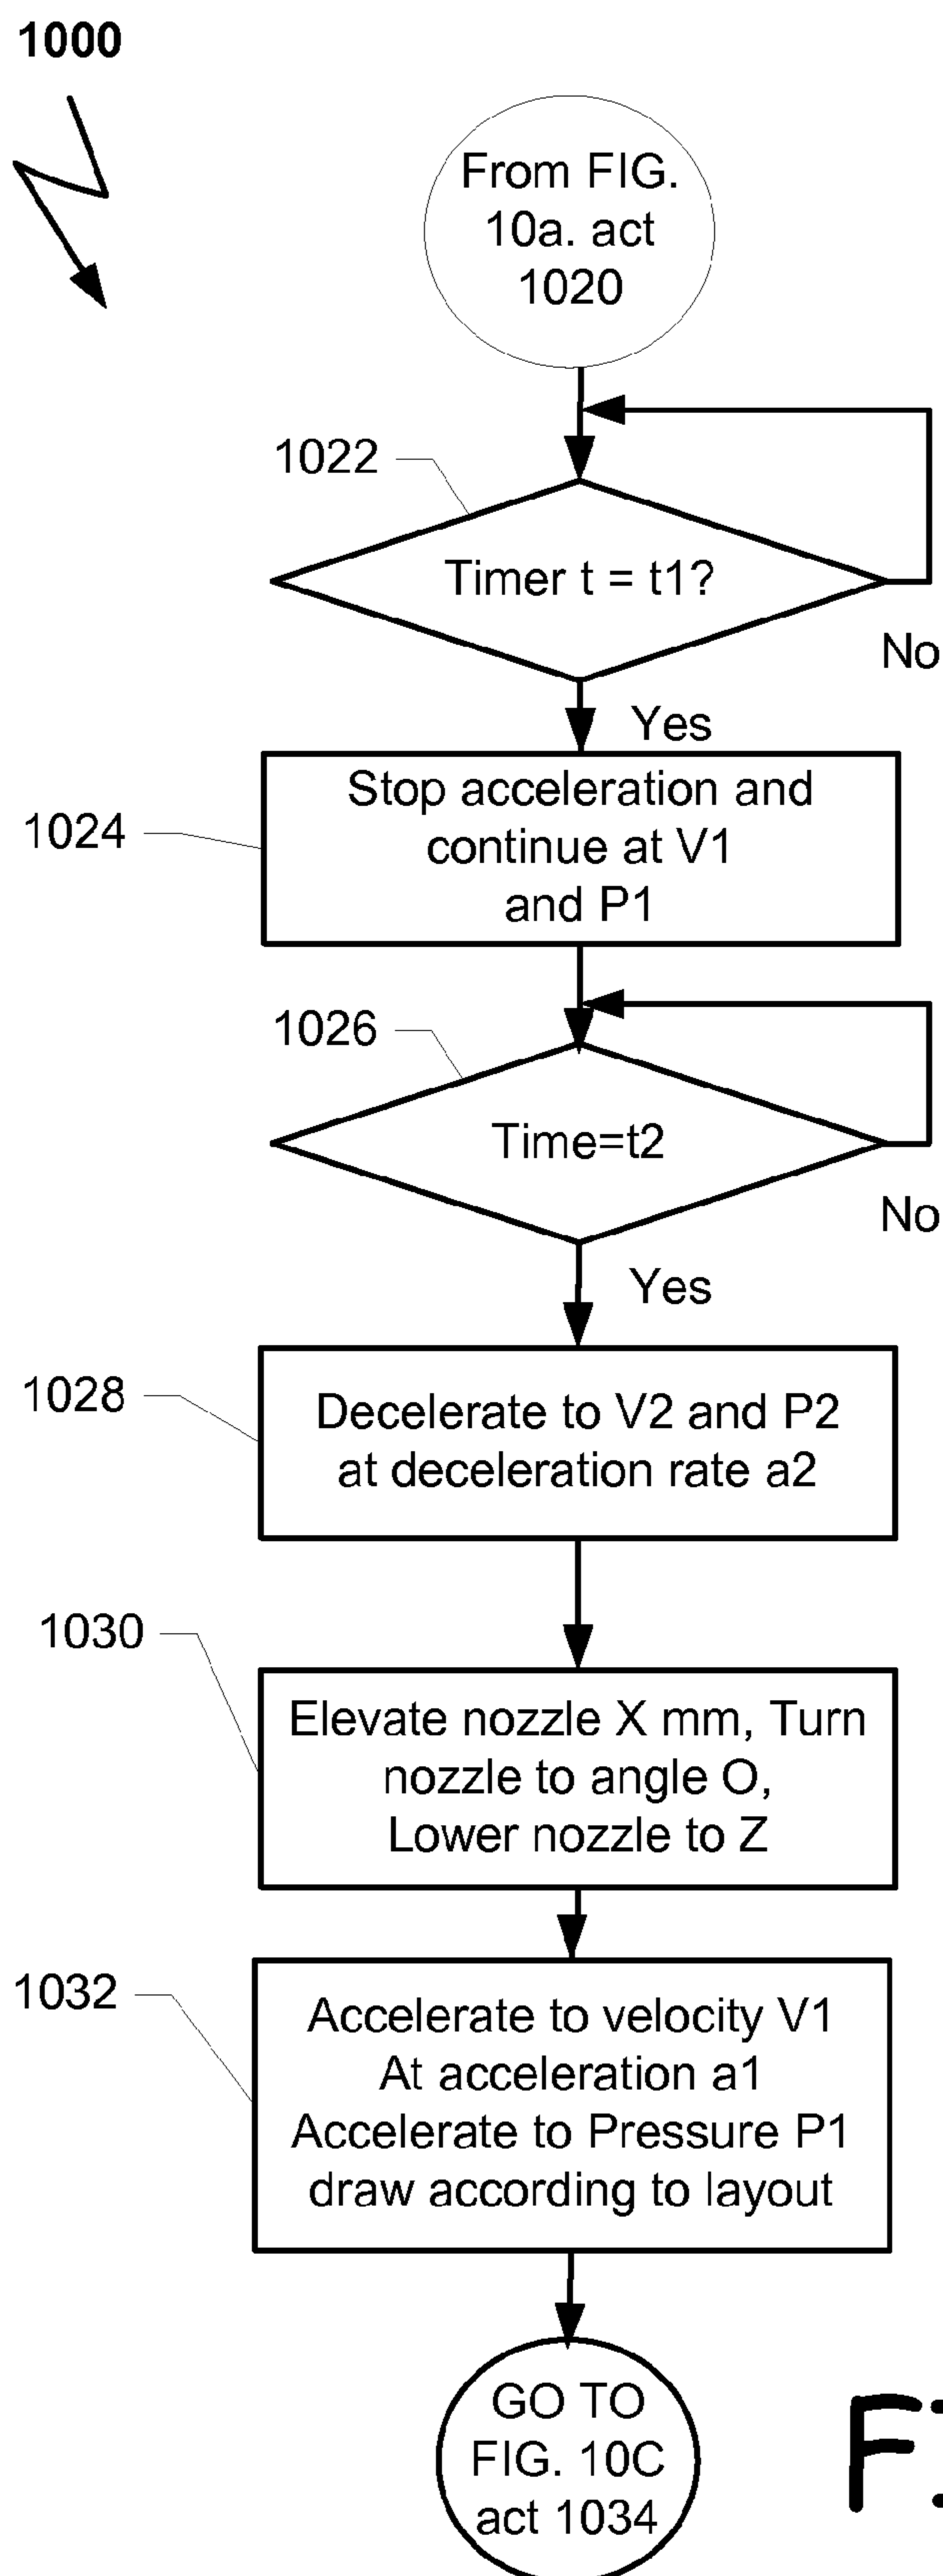 1000
From FIG.
10a. act
1020
1022
Timer t = t1?
No
Yes
1024
Stop acceleration and
continue at V1
and P1
1026
Time=t2
No
Yes
1028
Decelerate to V2 and P2
at deceleration rate a2
1030
Elevate nozzle X mm, Turn
nozzle to angle O,
Lower nozzle to Z
1032
Accelerate to velocity V1
At acceleration a1
Accelerate to Pressure P1
draw according to layout
GO TO
FIG. 10C
act 1034